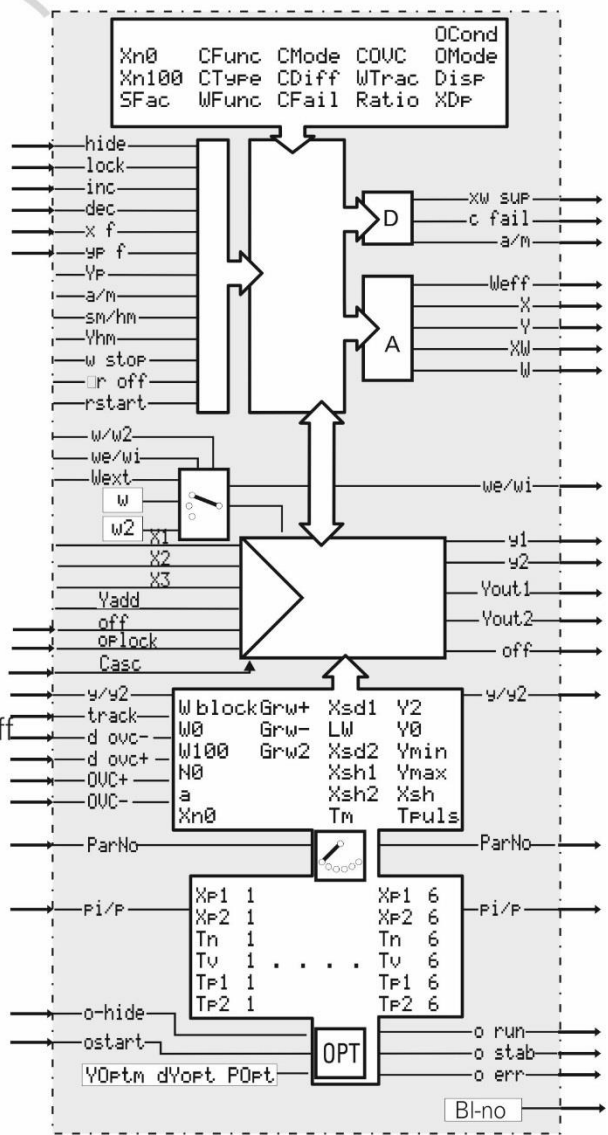 OCond
Xn0 CFunc CMode COVC OMode
Xn100 CType CDiff WTrac Disp
SFac WFunc CFail Ratio XDp
hide
lock
inc
dec
x f
yp f
Yp
a/m
sm/hm
Yhm
w stop
r off
rstart
D
xw sup
c fail
a/m
A
Weff
X
Y
XW
W
w/w2
we/wi
Wext
w
w2
we/wi
X1
X2
X3
Yadd
off
oplock
Casc
y1
y2
Yout1
Yout2
off
y/y2
track
ff
d ovc-
d ovc+
OVC+
OVC-
W block Grw+ Xsd1 Y2
W0 Grw- LW Y0
W100 Grw2 Xsd2 Ymin
N0 Xsh1 Ymax
a Xsh2 Xsh
Xn0 Tm Tpuls
y/y2
ParNo
ParNo
pi/p
Xp1 1 Xp1 6
Xp2 1 Xp2 6
Tn 1 Tn 6
Tv 1 . . . . Tv 6
Tp1 1 Tp1 6
Tp2 1 Tp2 6
pi/p
o-hide
ostart
OPT
YOptm dYopt POpt
o run
o stab
o err
Bl-no